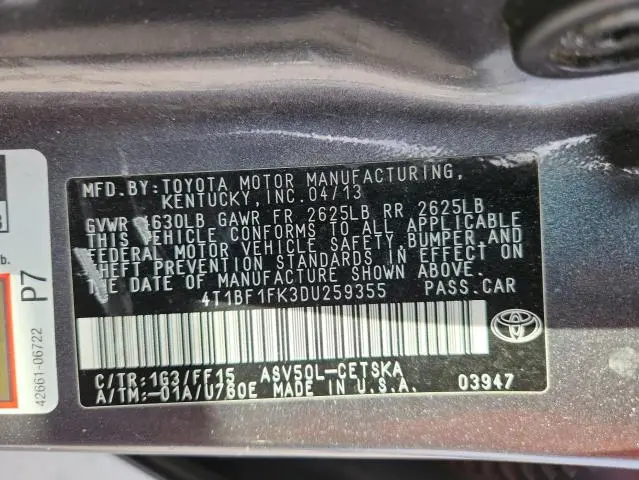 MFD.BY:TOYOTA MOTOR MANUFACTURING,
KENTUCKY,INC.04/13
GVWR 4630LB GAWR FR 2625LB RR 2625LB
THIS VEHICLE CONFORMS TO ALL APPLICABLE
FEDERAL MOTOR VEHICLE SAFETY,BUMPER,AND
THEFT PREVENTION STANDARDS IN EFFECT ON
THE DATE OF MANUFACTURE SHOWN ABOVE.
4T1BF1FK3DU259355 PASS.CAR
C/TR:1G3/FF15 ASV50L-CETSKA
A/TM:-01A/U760E MADE IN U.S.A. 03947
P7
42661-06722
b.